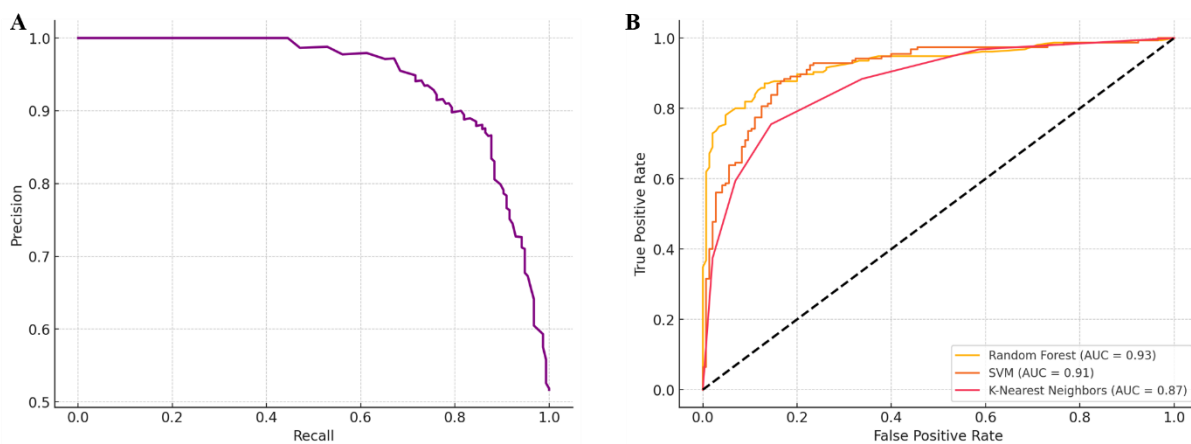 A
1.0
0.9
0.8
0.7
0.6
0.5
Precision
0.0 0.2 0.4 0.6 0.8 1.0
Recall
B
1.0
0.8
0.6
0.4
0.2
0.0
True Positive Rate
Random Forest (AUC = 0.93)
SVM (AUC = 0.91)
K-Nearest Neighbors (AUC = 0.87)
0.0 0.2 0.4 0.6 0.8 1.0
False Positive Rate